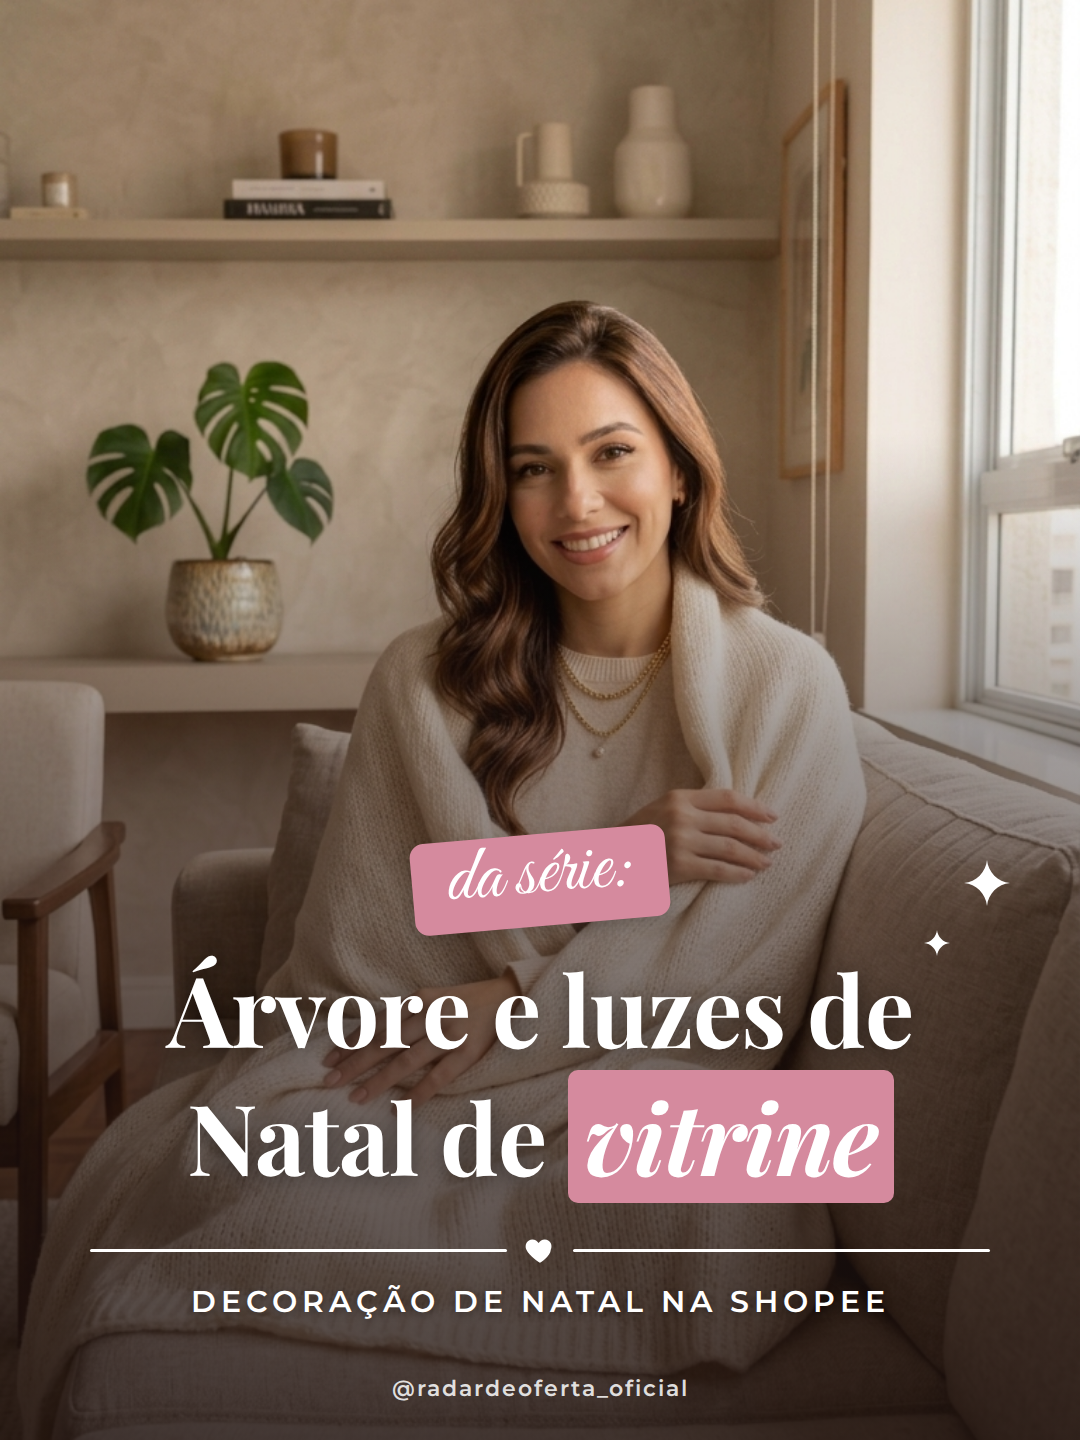 da série:
Árvore e luzes de
Natal de vitrine
DECORAÇÃO DE NATAL NA SHOPEE
@radardeoferta_oficial